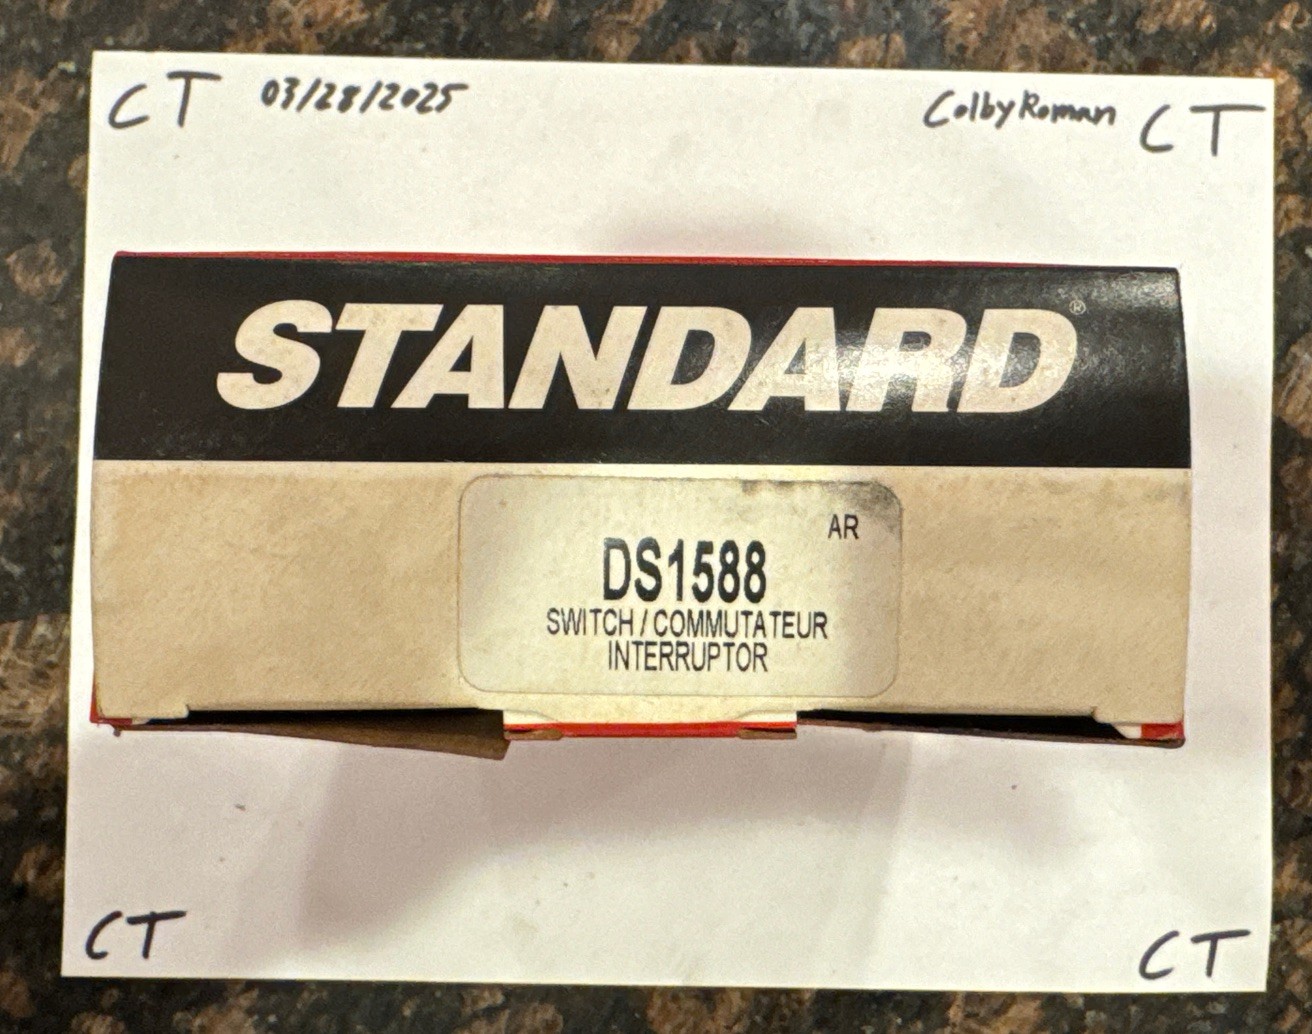 CT 03/28/2025 Colby Roman CT
STANDARD®
AR
DS1588
SWITCH / COMMUTATEUR
INTERRUPTOR
CT CT